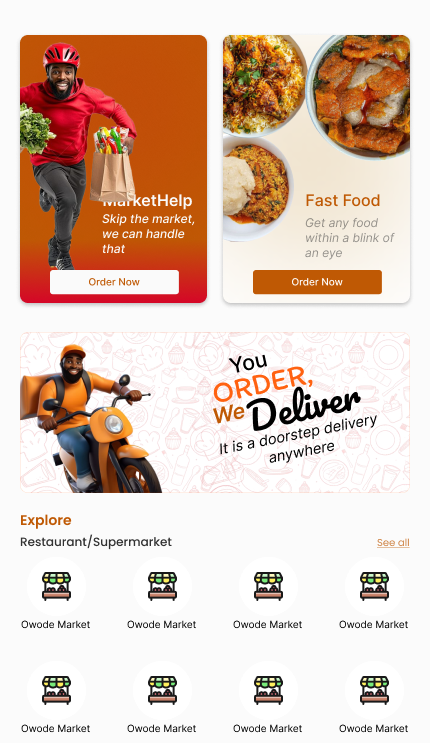 MarketHelp
Skip the market,
we can handle
that
Order Now
Fast Food
Get any food
within a blink of
an eye
Order Now
You
ORDER,
We Deliver
It is a doorstep delivery
anywhere
Explore
Restaurant/Supermarket
See all
Owode Market
Owode Market
Owode Market
Owode Market
Owode Market
Owode Market
Owode Market
Owode Market